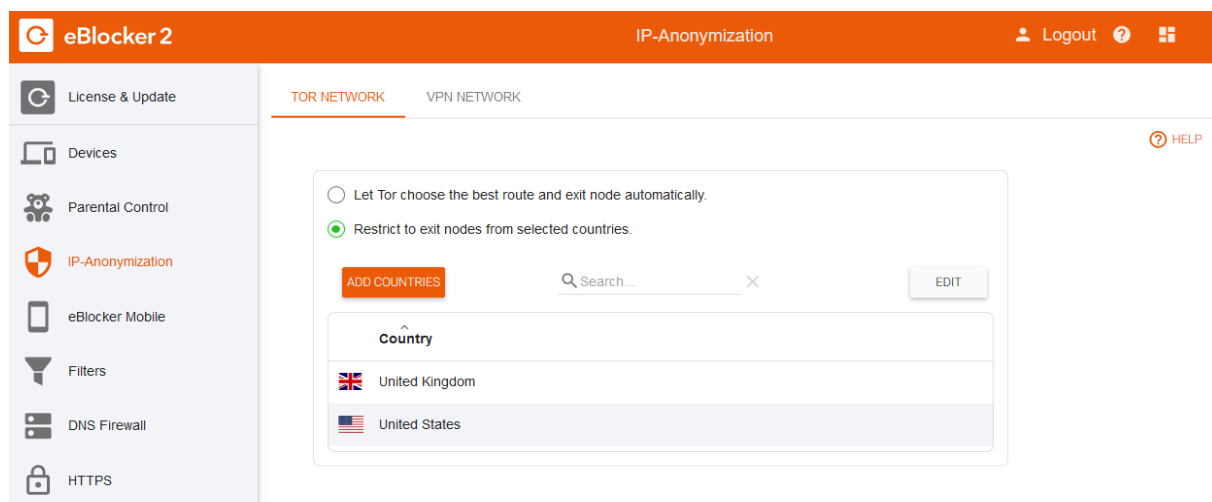 eBlocker 2
IP-Anonymization
Logout
License & Update
Devices
Parental Control
IP-Anonymization
eBlocker Mobile
Filters
DNS Firewall
HTTPS
TOR NETWORK
VPN NETWORK
HELP
Let Tor choose the best route and exit node automatically.
Restrict to exit nodes from selected countries.
ADD COUNTRIES
Search...
EDIT
Country
United Kingdom
United States